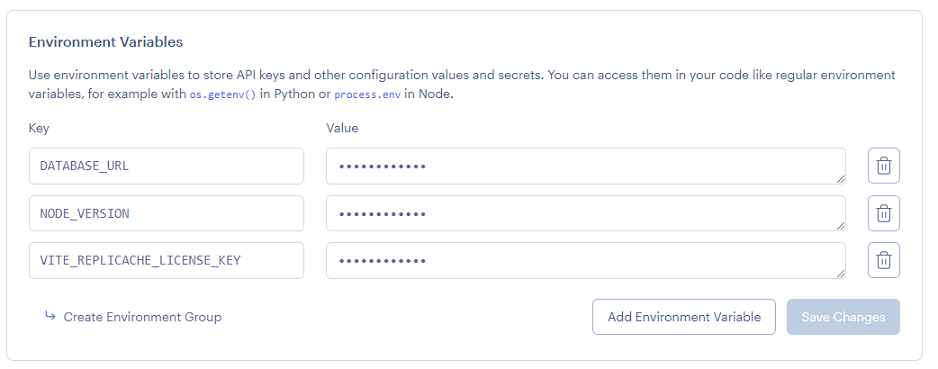 Environment Variables
Use environment variables to store API keys and other configuration values and secrets. You can access them in your code like regular environment
variables, for example with os.getenv() in Python or process.env in Node.
Key Value
DATABASE_URL ••••••••••••
NODE_VERSION ••••••••••••
VITE_REPLICACHE_LICENSE_KEY ••••••••••••
Create Environment Group Add Environment Variable Save Changes